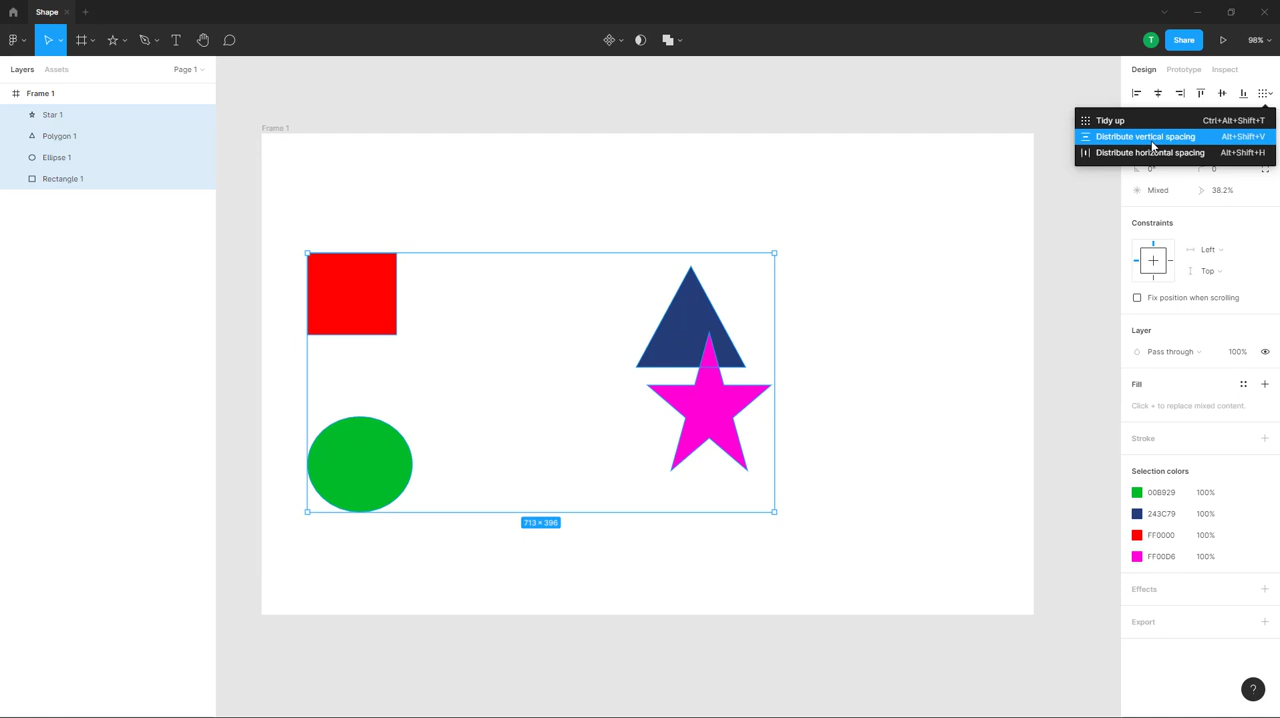 Shape
T
Share
98%
Layers
Assets
Page 1
Design
Prototype
Inspect
Frame 1
Star 1
Polygon 1
Ellipse 1
Rectangle 1
Frame 1
Tidy up Ctrl+Alt+Shift+T
Distribute vertical spacing Alt+Shift+V
Distribute horizontal spacing Alt+Shift+H
0° 0
Mixed 38.2%
Constraints
Left
Top
Fix position when scrolling
Layer
Pass through 100%
Fill
Click + to replace mixed content.
Stroke
Selection colors
00B929 100%
243C79 100%
FF0000 100%
FF00D6 100%
713 × 396
Effects
Export
?